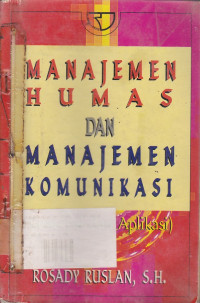 MANAJEMEN
HUMAS
DAN
MANAJEMEN
KOMUNIKASI
Aplikasi)
ROSADY RUSLAN, S.H.